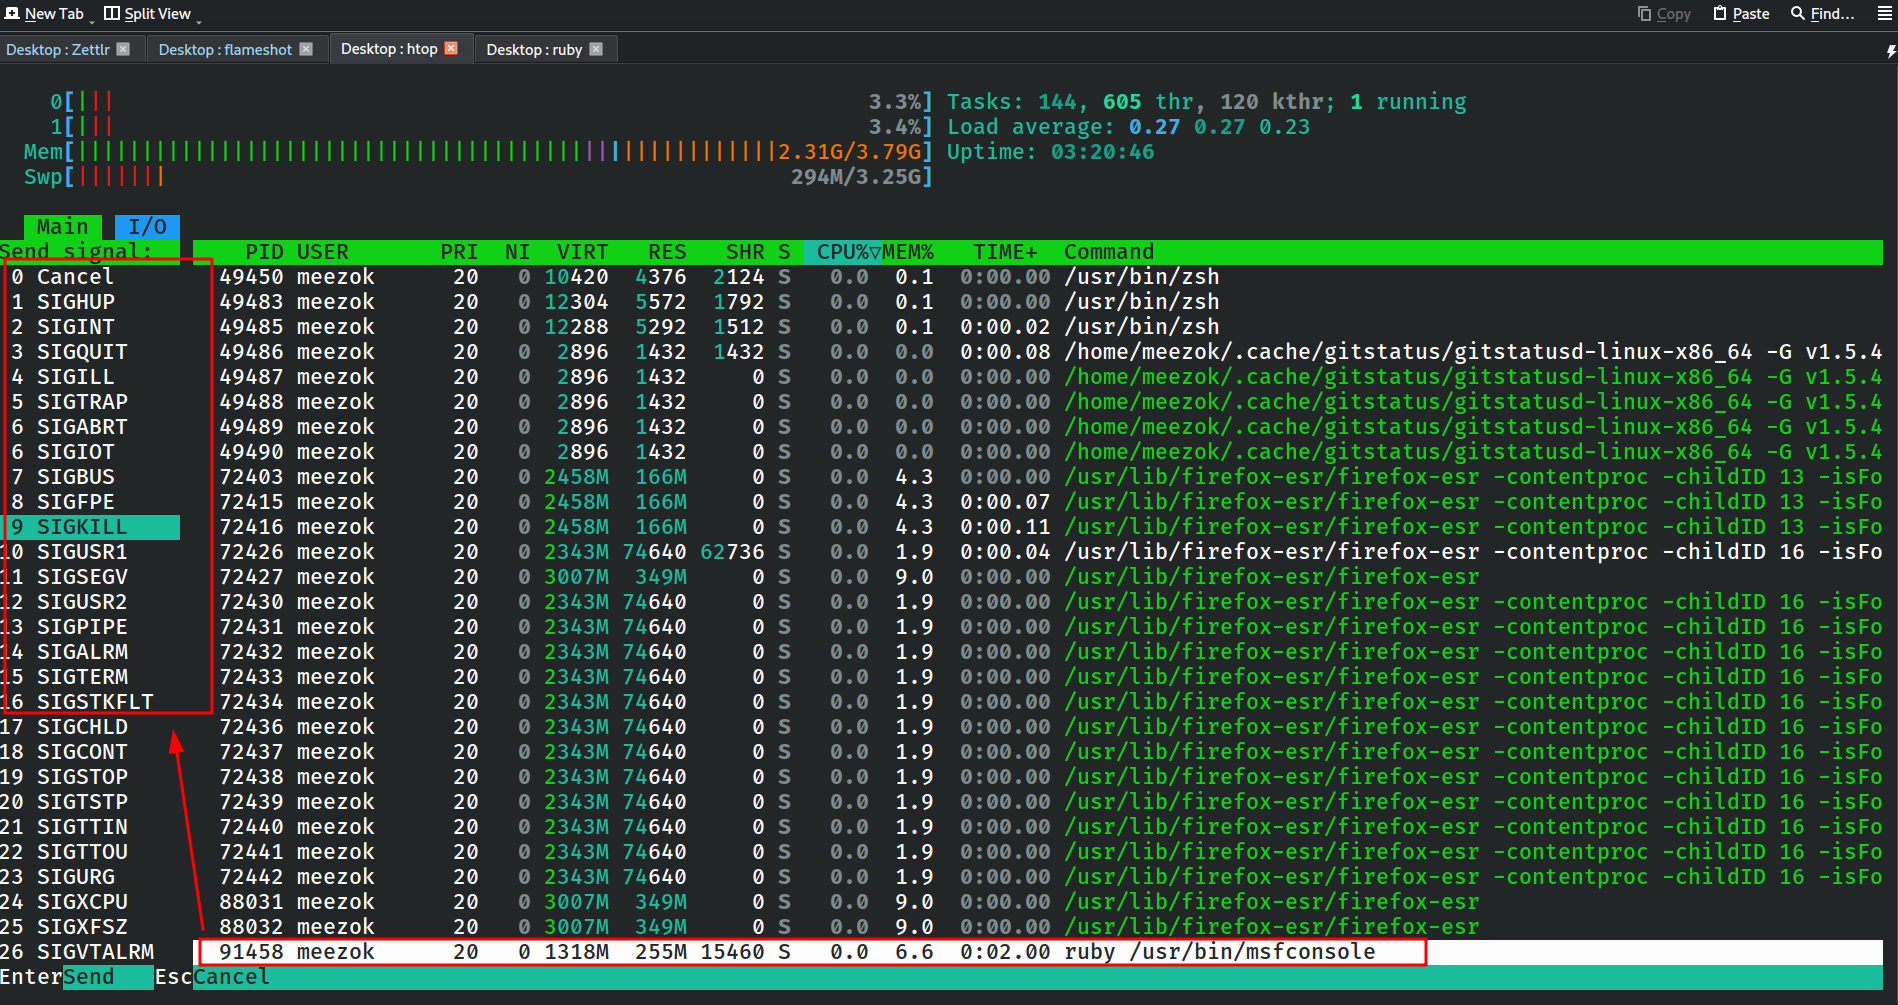 New Tab Split View Copy Paste Find...
Desktop : Zettlr Desktop : flameshot Desktop : htop Desktop : ruby
0[||| 3.3%] Tasks: 144, 605 thr, 120 kthr; 1 running
1[||| 3.4%] Load average: 0.27 0.27 0.23
Mem[||||||||||||||||||||||||||||||||||||||||||||||||||||||2.31G/3.79G] Uptime: 03:20:46
Swp[||||||| 294M/3.25G]
Main I/O
Send signal: PID USER PRI NI VIRT RES SHR S CPU%▽MEM% TIME+ Command
0 Cancel 49450 meezok 20 0 10420 4376 2124 S 0.0 0.1 0:00.00 /usr/bin/zsh
1 SIGHUP 49483 meezok 20 0 12304 5572 1792 S 0.0 0.1 0:00.00 /usr/bin/zsh
2 SIGINT 49485 meezok 20 0 12288 5292 1512 S 0.0 0.1 0:00.02 /usr/bin/zsh
3 SIGQUIT 49486 meezok 20 0 2896 1432 1432 S 0.0 0.0 0:00.08 /home/meezok/.cache/gitstatus/gitstatusd-linux-x86_64 -G v1.5.4
4 SIGILL 49487 meezok 20 0 2896 1432 0 S 0.0 0.0 0:00.00 /home/meezok/.cache/gitstatus/gitstatusd-linux-x86_64 -G v1.5.4
5 SIGTRAP 49488 meezok 20 0 2896 1432 0 S 0.0 0.0 0:00.00 /home/meezok/.cache/gitstatus/gitstatusd-linux-x86_64 -G v1.5.4
6 SIGABRT 49489 meezok 20 0 2896 1432 0 S 0.0 0.0 0:00.00 /home/meezok/.cache/gitstatus/gitstatusd-linux-x86_64 -G v1.5.4
6 SIGIOT 49490 meezok 20 0 2896 1432 0 S 0.0 0.0 0:00.00 /home/meezok/.cache/gitstatus/gitstatusd-linux-x86_64 -G v1.5.4
7 SIGBUS 72403 meezok 20 0 2458M 166M 0 S 0.0 4.3 0:00.00 /usr/lib/firefox-esr/firefox-esr -contentproc -childID 13 -isFo
8 SIGFPE 72415 meezok 20 0 2458M 166M 0 S 0.0 4.3 0:00.07 /usr/lib/firefox-esr/firefox-esr -contentproc -childID 13 -isFo
9 SIGKILL 72416 meezok 20 0 2458M 166M 0 S 0.0 4.3 0:00.11 /usr/lib/firefox-esr/firefox-esr -contentproc -childID 13 -isFo
10 SIGUSR1 72426 meezok 20 0 2343M 74640 62736 S 0.0 1.9 0:00.04 /usr/lib/firefox-esr/firefox-esr -contentproc -childID 16 -isFo
11 SIGSEGV 72427 meezok 20 0 3007M 349M 0 S 0.0 9.0 0:00.00 /usr/lib/firefox-esr/firefox-esr
12 SIGUSR2 72430 meezok 20 0 2343M 74640 0 S 0.0 1.9 0:00.00 /usr/lib/firefox-esr/firefox-esr -contentproc -childID 16 -isFo
13 SIGPIPE 72431 meezok 20 0 2343M 74640 0 S 0.0 1.9 0:00.00 /usr/lib/firefox-esr/firefox-esr -contentproc -childID 16 -isFo
14 SIGALRM 72432 meezok 20 0 2343M 74640 0 S 0.0 1.9 0:00.00 /usr/lib/firefox-esr/firefox-esr -contentproc -childID 16 -isFo
15 SIGTERM 72433 meezok 20 0 2343M 74640 0 S 0.0 1.9 0:00.00 /usr/lib/firefox-esr/firefox-esr -contentproc -childID 16 -isFo
16 SIGSTKFLT 72434 meezok 20 0 2343M 74640 0 S 0.0 1.9 0:00.00 /usr/lib/firefox-esr/firefox-esr -contentproc -childID 16 -isFo
17 SIGCHLD 72436 meezok 20 0 2343M 74640 0 S 0.0 1.9 0:00.00 /usr/lib/firefox-esr/firefox-esr -contentproc -childID 16 -isFo
18 SIGCONT 72437 meezok 20 0 2343M 74640 0 S 0.0 1.9 0:00.00 /usr/lib/firefox-esr/firefox-esr -contentproc -childID 16 -isFo
19 SIGSTOP 72438 meezok 20 0 2343M 74640 0 S 0.0 1.9 0:00.00 /usr/lib/firefox-esr/firefox-esr -contentproc -childID 16 -isFo
20 SIGTSTP 72439 meezok 20 0 2343M 74640 0 S 0.0 1.9 0:00.00 /usr/lib/firefox-esr/firefox-esr -contentproc -childID 16 -isFo
21 SIGTTIN 72440 meezok 20 0 2343M 74640 0 S 0.0 1.9 0:00.00 /usr/lib/firefox-esr/firefox-esr -contentproc -childID 16 -isFo
22 SIGTTOU 72441 meezok 20 0 2343M 74640 0 S 0.0 1.9 0:00.00 /usr/lib/firefox-esr/firefox-esr -contentproc -childID 16 -isFo
23 SIGURG 72442 meezok 20 0 2343M 74640 0 S 0.0 1.9 0:00.00 /usr/lib/firefox-esr/firefox-esr -contentproc -childID 16 -isFo
24 SIGXCPU 88031 meezok 20 0 3007M 349M 0 S 0.0 9.0 0:00.00 /usr/lib/firefox-esr/firefox-esr
25 SIGXFSZ 88032 meezok 20 0 3007M 349M 0 S 0.0 9.0 0:00.00 /usr/lib/firefox-esr/firefox-esr
26 SIGVTALRM 91458 meezok 20 0 1318M 255M 15460 S 0.0 6.6 0:02.00 ruby /usr/bin/msfconsole
EnterSend EscCancel